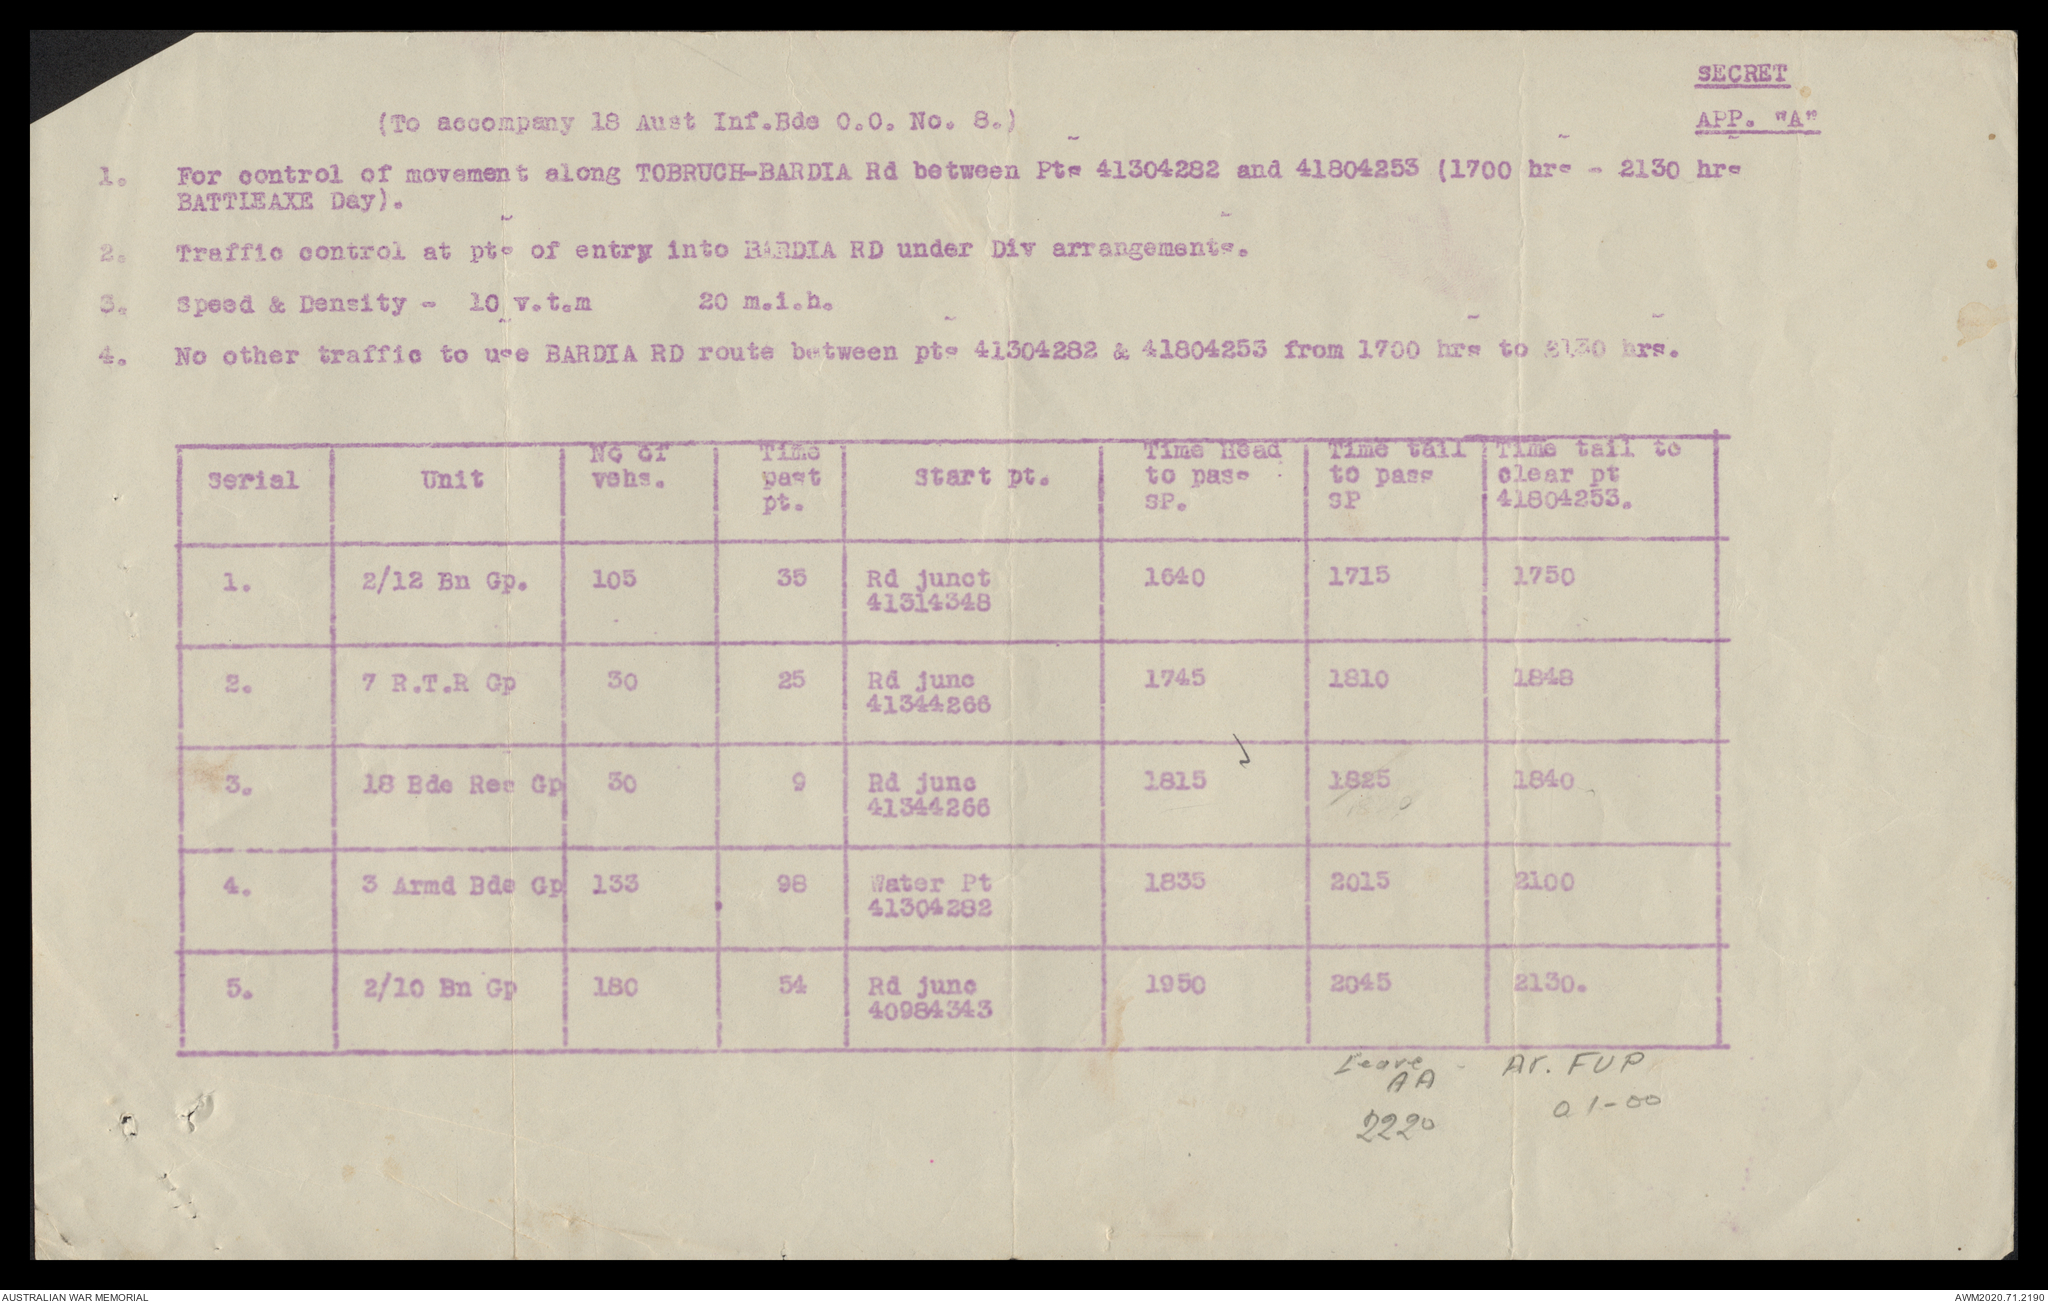 SECRET
(To accompany 18 Aust Inf.Bde O.O. No. 8.)
APP. "A"
1. For control of movement along TOBRUCH-BARDIA Rd between Pts 41304282 and 41804253 (1700 hrs - 2130 hrs
BATTLEAXE Day).
2. Traffic control at pts of entry into BARDIA RD under Div arrangements.
3. Speed & Density - 10 v.t.m 20 m.i.h.
4. No other traffic to use BARDIA RD route between pts 41304282 & 41804253 from 1700 hrs to 2130 hrs.
Serial Unit No of vehs. Time past pt. Start pt. Time Head to pass SP. Time tail to pass SP Time tail to clear pt 41804253.
1. 2/12 Bn Gp. 105 35 Rd junct 1640 1715 1750
41314348
2. 7 R.T.R Gp 30 25 Rd junc 1745 1810 1848
41344266
3. 18 Bde Res Gp 30 9 Rd junc 1815 1825 1840
41344266
4. 3 Armd Bde Gp 133 98 Water Pt 1835 2015 2100
41304282
5. 2/10 Bn Gp 180 54 Rd junc 1950 2045 2130.
40984343
Leave Ar. FUP
AA
2220 01-00
AUSTRALIAN WAR MEMORIAL AWM2020.71.2190